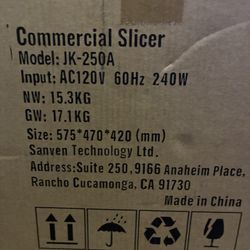 Commercial Slicer
Model: JK-250A
Input: AC120V 60Hz 240W
NW: 15.3KG
GW: 17.1KG
Size: 575*470*420 (mm)
Sanven Technology Ltd.
Address:Suite 250,9166 Anaheim Place,
Rancho Cucamonga, CA 91730
Made in China